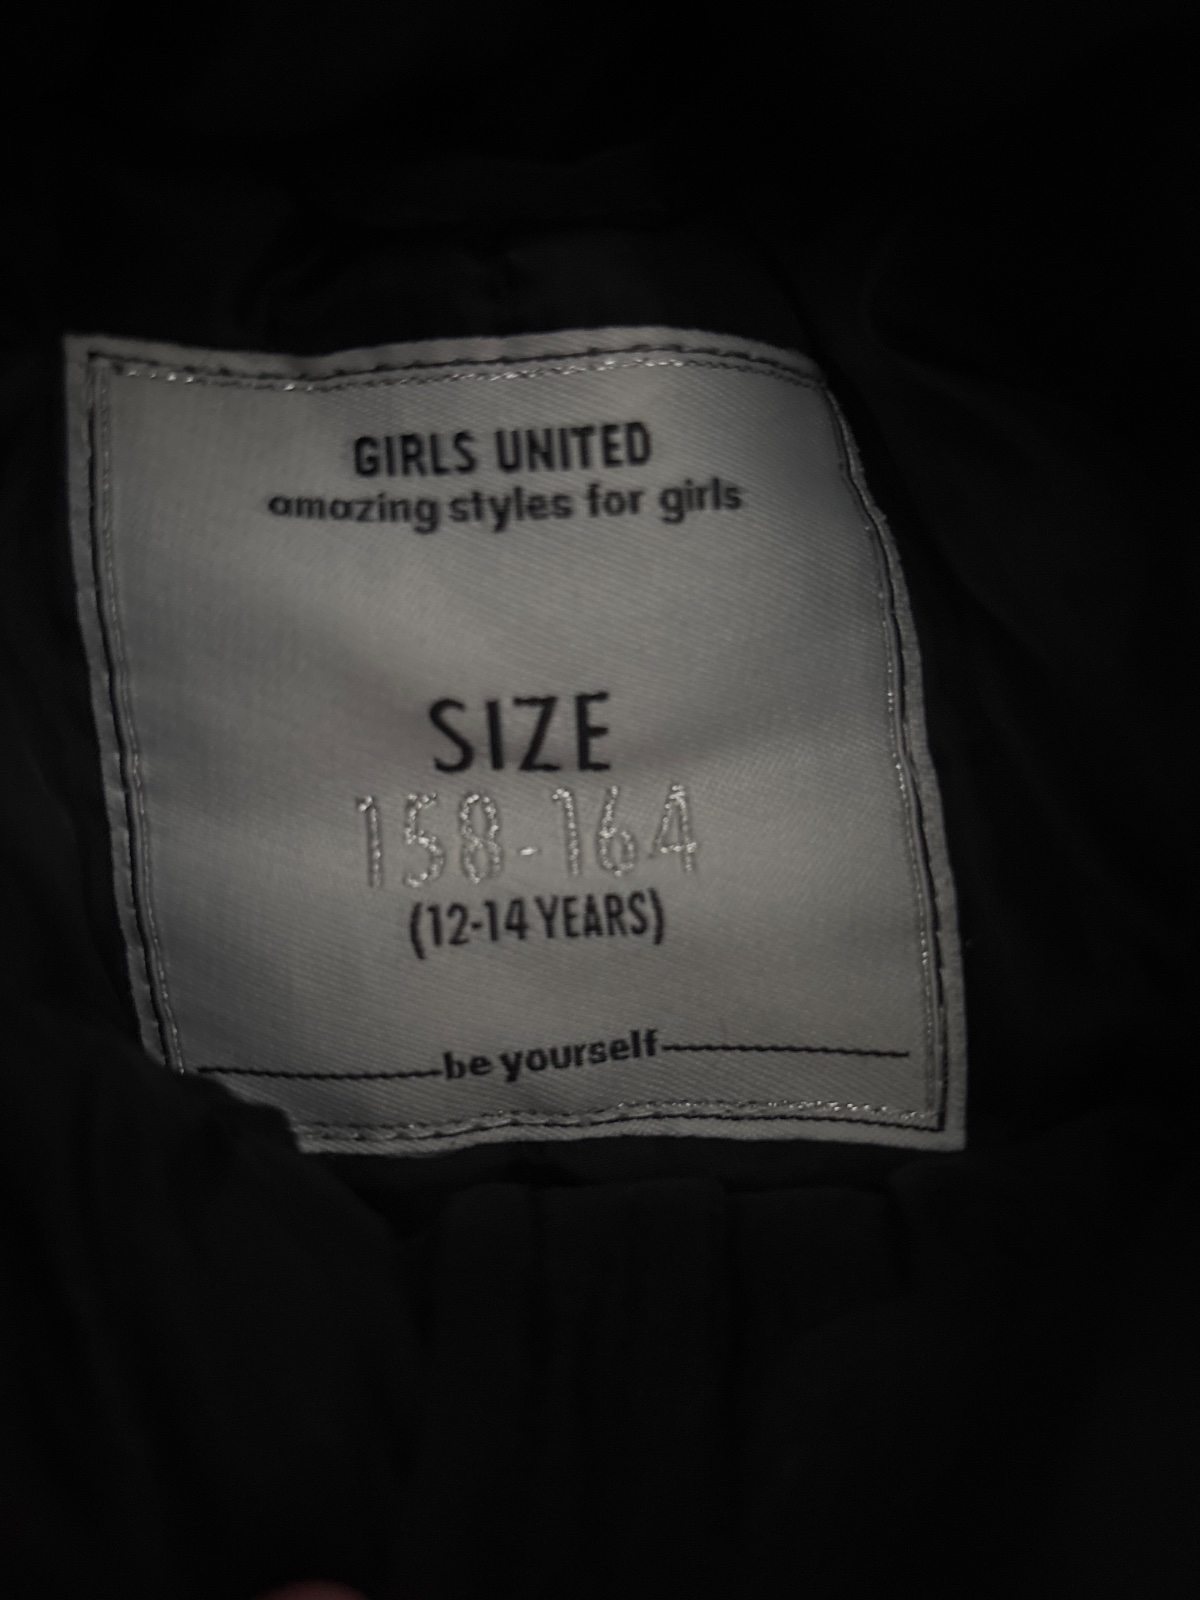 GIRLS UNITED
amazing styles for girls
SIZE
158-164
(12-14 YEARS)
be yourself